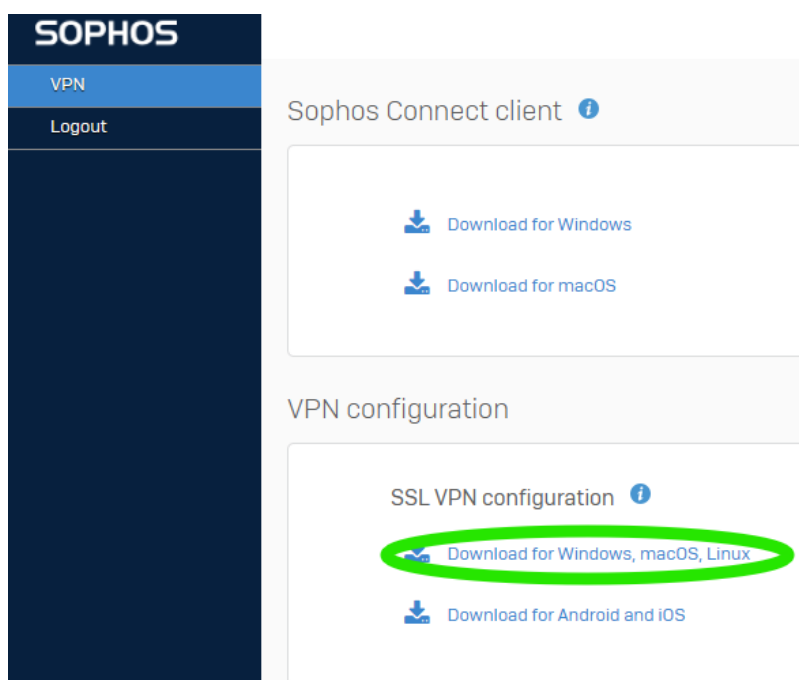 SOPHOS
VPN
Logout
Sophos Connect client
Download for Windows
Download for macOS
VPN configuration
SSL VPN configuration
Download for Windows, macOS, Linux
Download for Android and iOS